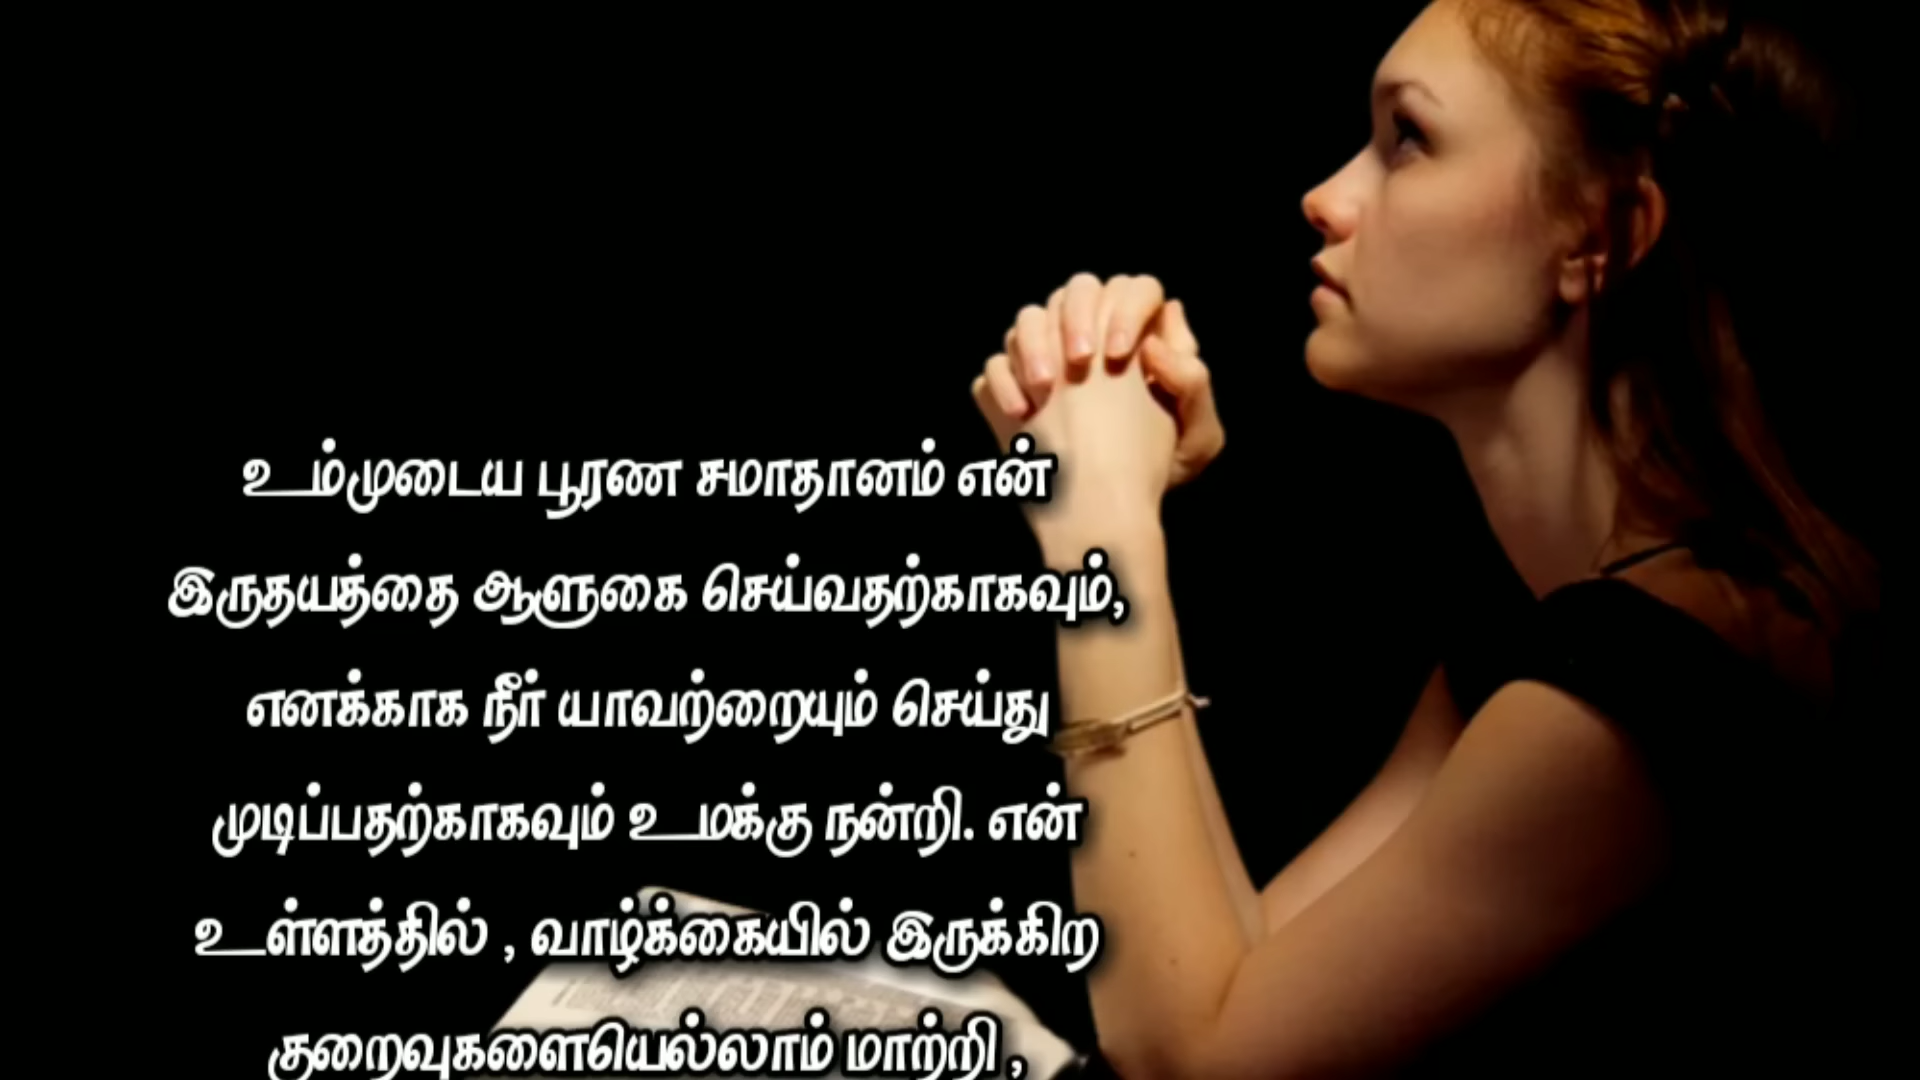 உம்முடைய பூரண சமாதானம் என்
இருதயத்தை ஆளுகை செய்வதற்காகவும்,
எனக்காக நீர் யாவற்றையும் செய்து
முடிப்பதற்காகவும் உமக்கு நன்றி. என்
உள்ளத்தில் , வாழ்க்கையில் இருக்கிற
குறைவுகளையெல்லாம் மாற்றி ,